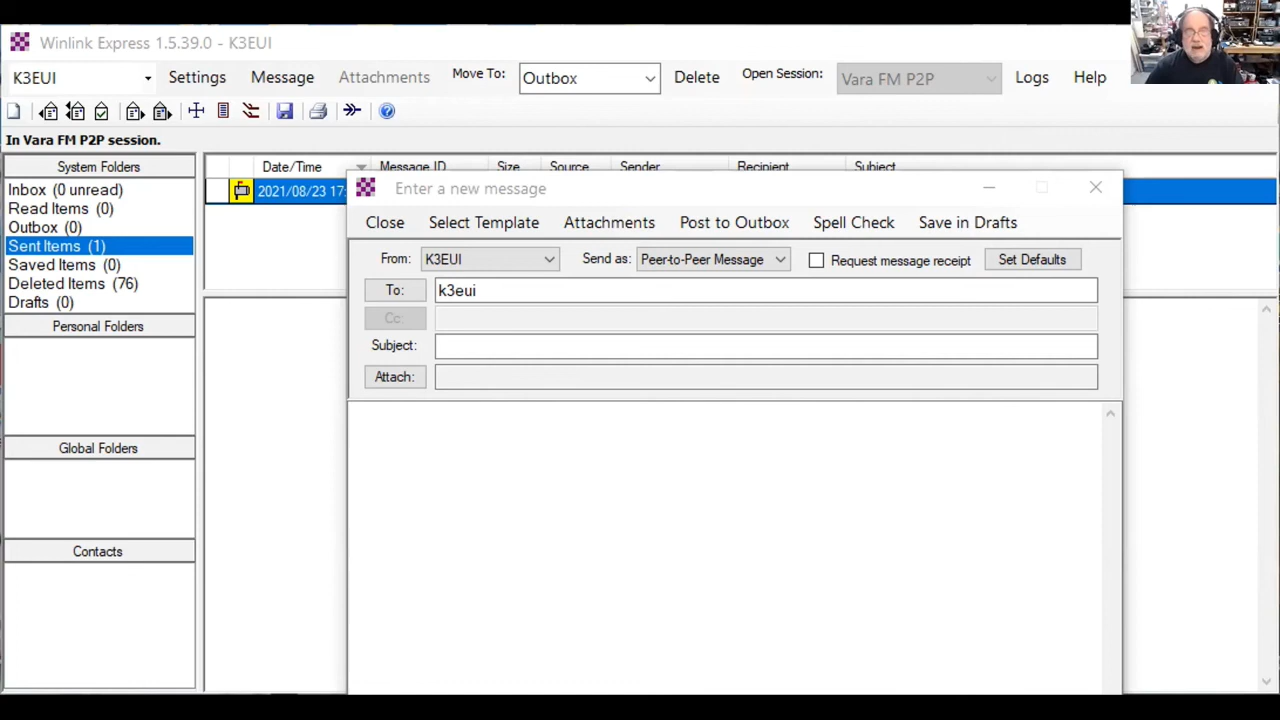 Winlink Express 1.5.39.0 - K3EUI
K3EUI Settings Message Attachments Move To: Outbox Delete Open Session: Vara FM P2P Logs Help
In Vara FM P2P session.
System Folders
Inbox (0 unread)
Read Items (0)
Outbox (0)
Sent Items (1)
Saved Items (0)
Deleted Items (76)
Drafts (0)
Personal Folders
Global Folders
Contacts
Date/Time Message ID Size Source Sender Recipient Subject
2021/08/23 17:
Enter a new message
Close Select Template Attachments Post to Outbox Spell Check Save in Drafts
From: K3EUI Send as: Peer-to-Peer Message Request message receipt Set Defaults
To: k3eui
Cc:
Subject:
Attach: